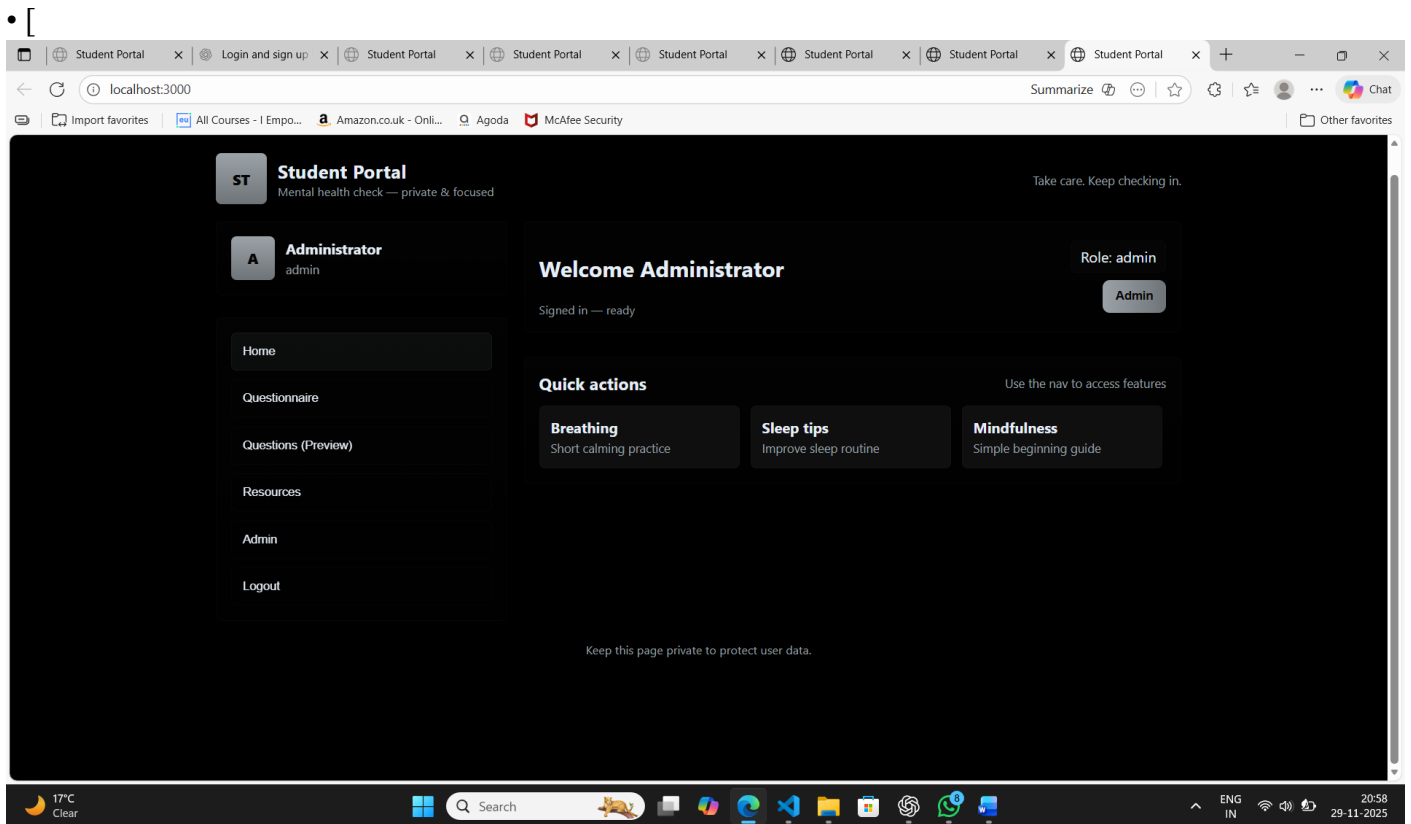 • [
Student Portal Login and sign up Student Portal Student Portal Student Portal Student Portal Student Portal Student Portal
localhost:3000 Summarize Chat
Import favorites All Courses - I Empo... Amazon.co.uk - Onli... Agoda McAfee Security Other favorites
ST
Student Portal
Mental health check — private & focused
Take care. Keep checking in.
A
Administrator
admin
Welcome Administrator
Signed in — ready
Role: admin
Admin
Home
Questionnaire
Questions (Preview)
Resources
Admin
Logout
Quick actions
Use the nav to access features
Breathing
Short calming practice
Sleep tips
Improve sleep routine
Mindfulness
Simple beginning guide
Keep this page private to protect user data.
17°C
Clear
Search
8
ENG
IN
20:58
29-11-2025